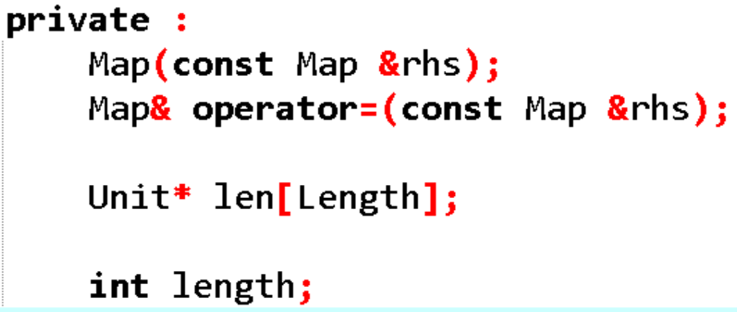 private :
Map(const Map &rhs);
Map& operator=(const Map &rhs);
Unit* len[Length];
int length;